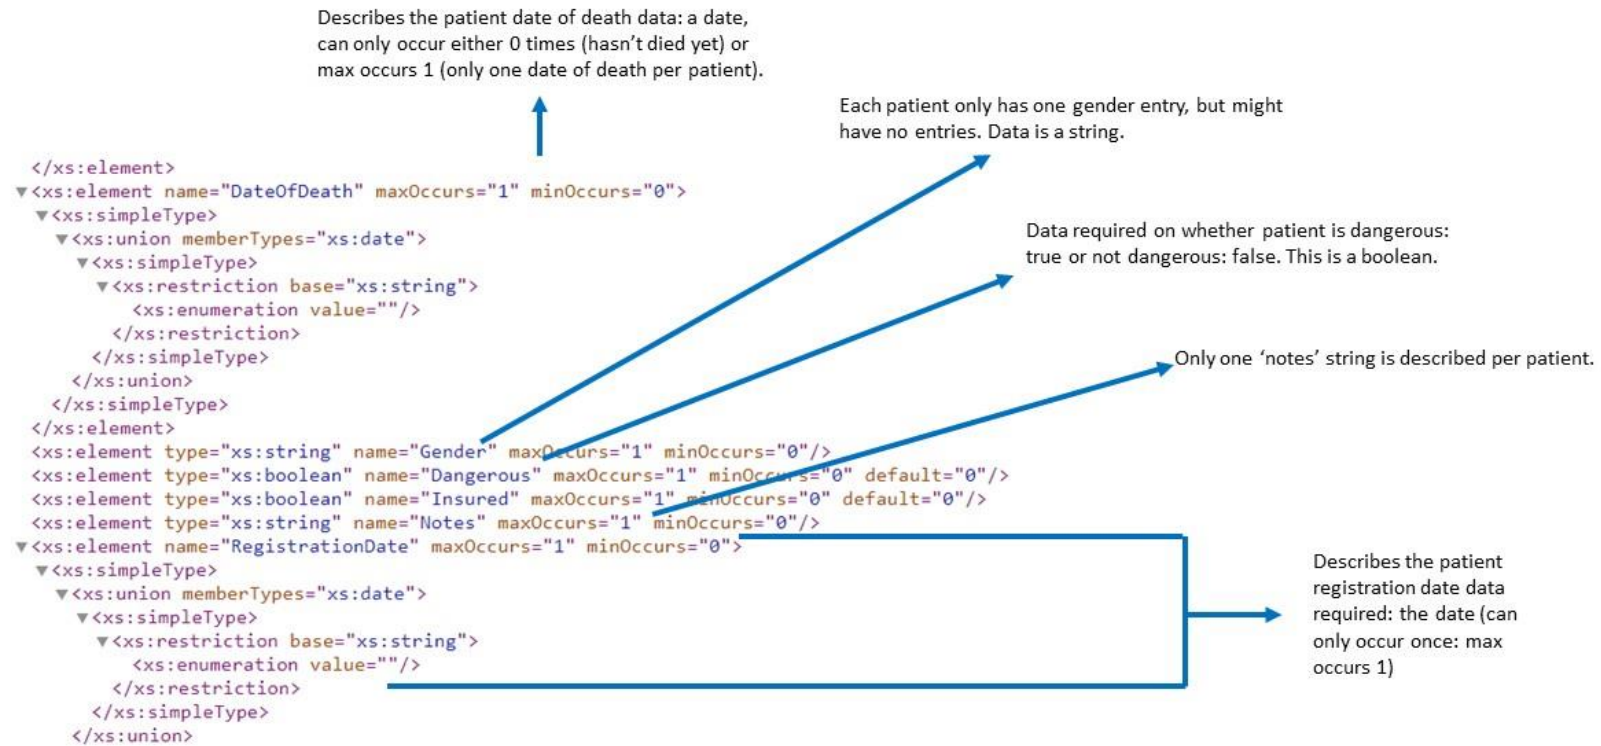 Describes the patient date of death data: a date,
can only occur either 0 times (hasn't died yet) or
max occurs 1 (only one date of death per patient).
Each patient only has one gender entry, but might
have no entries. Data is a string.
Data required on whether patient is dangerous:
true or not dangerous: false. This is a boolean.
Only one ‘notes’ string is described per patient.
</xs:element>
▼<xs:element name="DateOfDeath" maxOccurs="1" minOccurs="0">
▼<xs:simpleType>
▼<xs:union memberTypes="xs:date">
▼<xs:simpleType>
▼<xs:restriction base="xs:string">
<xs:enumeration value=""/>
</xs:restriction>
</xs:simpleType>
</xs:union>
</xs:simpleType>
</xs:element>
<xs:element type="xs:string" name="Gender" maxOccurs="1" minOccurs="0"/>
<xs:element type="xs:boolean" name="Dangerous" maxOccurs="1" minOccurs="0" default="0"/>
<xs:element type="xs:boolean" name="Insured" maxOccurs="1" minOccurs="0" default="0"/>
<xs:element type="xs:string" name="Notes" maxOccurs="1" minOccurs="0"/>
▼<xs:element name="RegistrationDate" maxOccurs="1" minOccurs="0">
▼<xs:simpleType>
▼<xs:union memberTypes="xs:date">
▼<xs:simpleType>
▼<xs:restriction base="xs:string">
<xs:enumeration value=""/>
</xs:restriction>
</xs:simpleType>
</xs:union>
Describes the patient
registration date data
required: the date (can
only occur once: max
occurs 1)